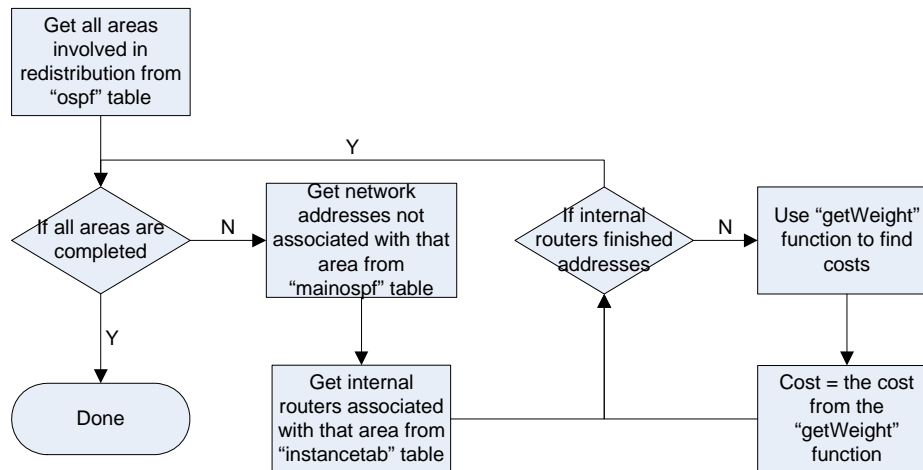 Get all areas
involved in
redistribution from
“ospf” table
Y
If all areas are
completed
N
Get network
addresses not
associated with that
area from
“mainospf” table
If internal
routers finished
addresses
N
Use “getWeight”
function to find
costs
Y
Done
Get internal
routers associated
with that area from
“instancetab” table
Cost = the cost
from the
“getWeight”
function